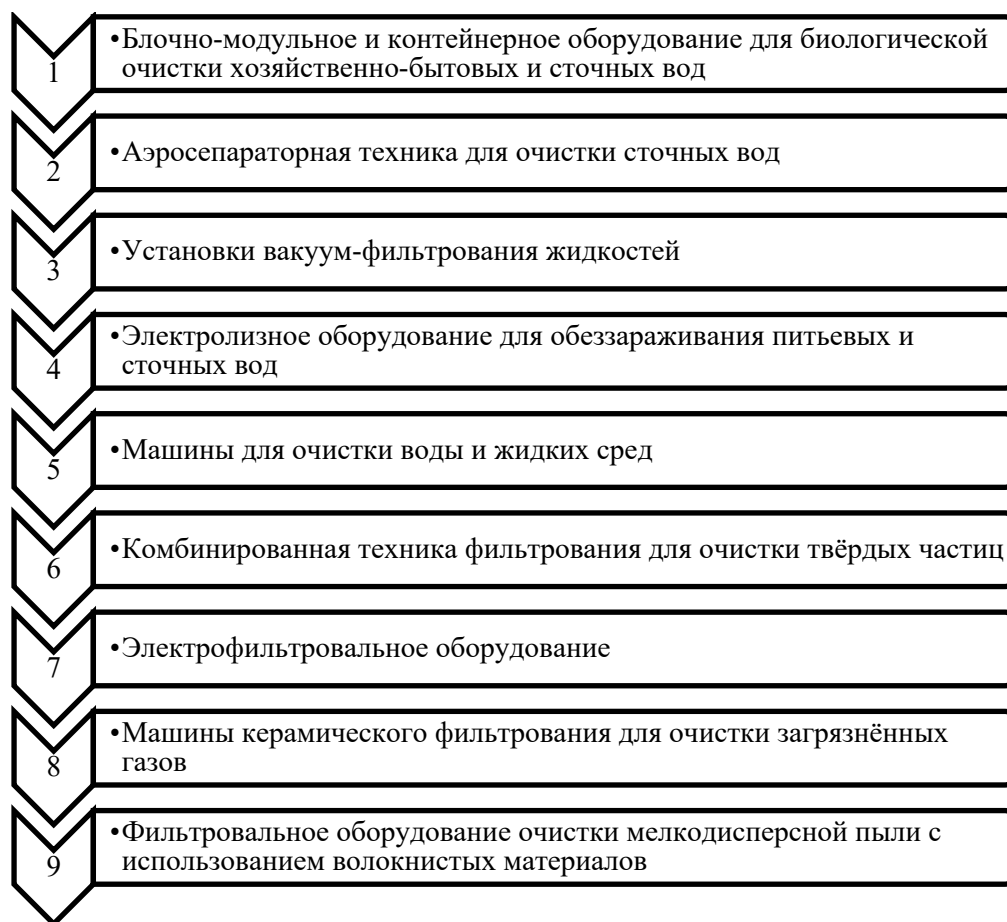 1
•Блочно-модульное и контейнерное оборудование для биологической
очистки хозяйственно-бытовых и сточных вод
2
•Аэросепараторная техника для очистки сточных вод
3
•Установки вакуум-фильтрования жидкостей
4
•Электролизное оборудование для обеззараживания питьевых и
сточных вод
5
•Машины для очистки воды и жидких сред
6
•Комбинированная техника фильтрования для очистки твёрдых частиц
7
•Электрофильтровальное оборудование
8
•Машины керамического фильтрования для очистки загрязнённых
газов
9
•Фильтровальное оборудование очистки мелкодисперсной пыли с
использованием волокнистых материалов